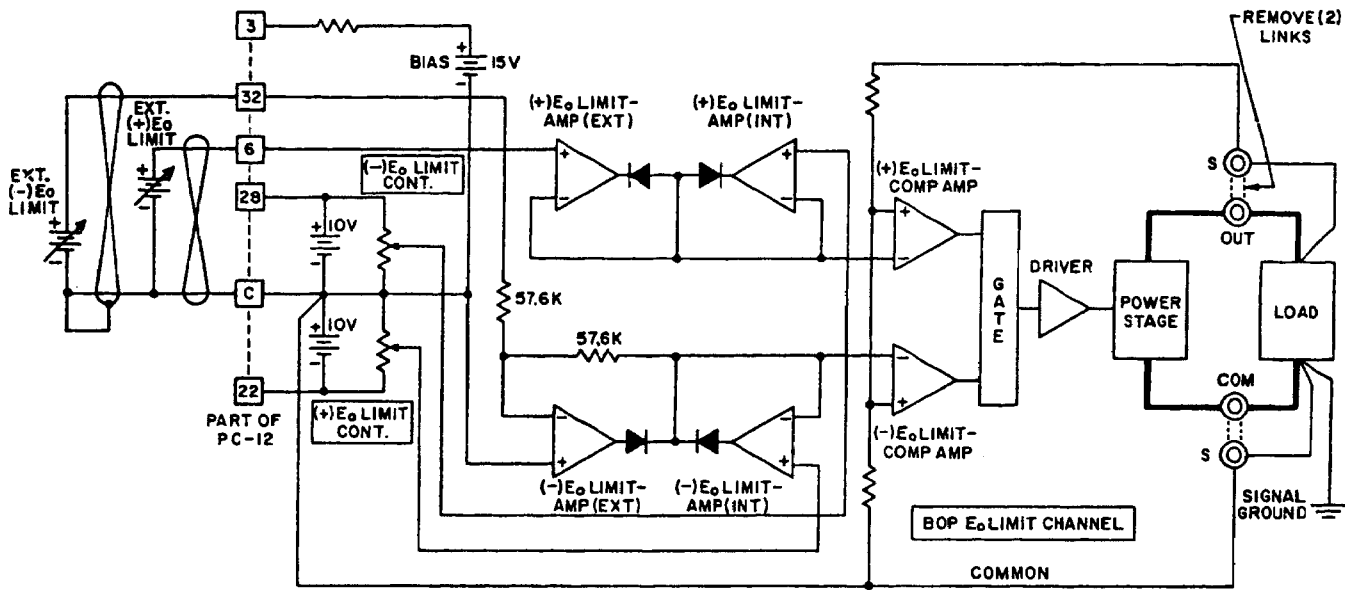 3
REMOVE (2)
LINKS
+
BIAS
15V
-
32
EXT.
(+)Eo
LIMIT
(+)Eo LIMIT-
AMP (EXT)
(+)Eo LIMIT-
AMP (INT)
6
(-)Eo LIMIT
CONT.
+
-
+
-
(+)Eo LIMIT-
COMP AMP
S
EXT.
(-)Eo
LIMIT
+
-
28
+
-
+
-
OUT
+ 10V
-
DRIVER
GATE
POWER
STAGE
LOAD
C
57.6K
+ 10V
-
57.6K
-
+
COM
22
PART OF
PC-12
(+)Eo LIMIT
CONT.
-
+
-
+
(-)Eo LIMIT-
COMP AMP
S
(-)Eo LIMIT-
AMP (EXT)
(-)Eo LIMIT-
AMP (INT)
BOP Eo LIMIT CHANNEL
SIGNAL
GROUND
COMMON